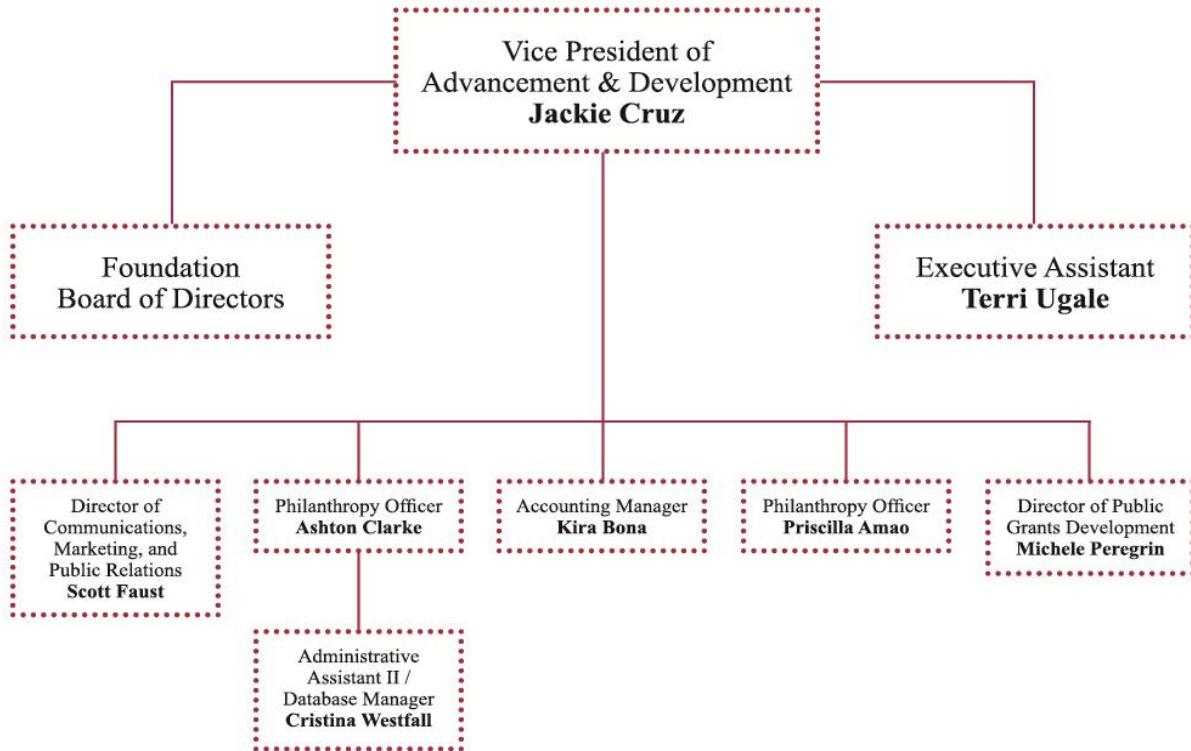 Vice President of
Advancement & Development
Jackie Cruz
Foundation
Board of Directors
Executive Assistant
Terri Ugale
Director of
Communications,
Marketing, and
Public Relations
Scott Faust
Philanthropy Officer
Ashton Clarke
Accounting Manager
Kira Bona
Philanthropy Officer
Priscilla Amao
Director of Public
Grants Development
Michele Peregrin
Administrative
Assistant II /
Database Manager
Cristina Westfall